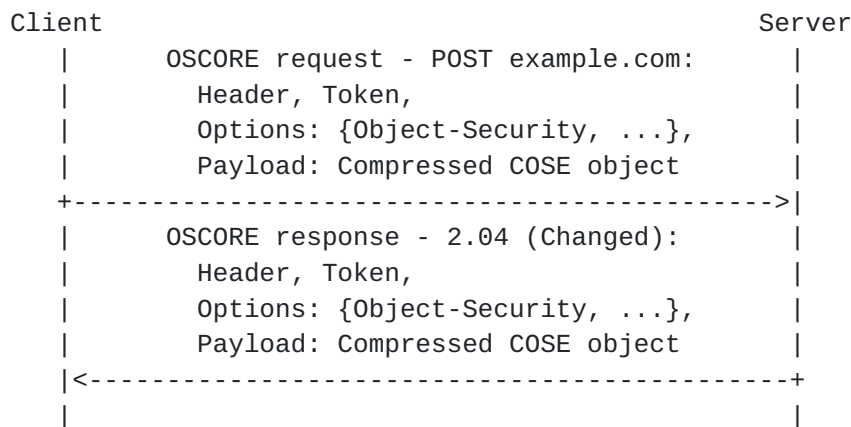 Client                                          Server
   |      OSCORE request - POST example.com:      |
   |        Header, Token,                        |
   |        Options: {Object-Security, ...},      |
   |        Payload: Compressed COSE object       |
   +--------------------------------------------->|
   |      OSCORE response - 2.04 (Changed):       |
   |        Header, Token,                        |
   |        Options: {Object-Security, ...},      |
   |        Payload: Compressed COSE object       |
   |<---------------------------------------------+
   |                                              |